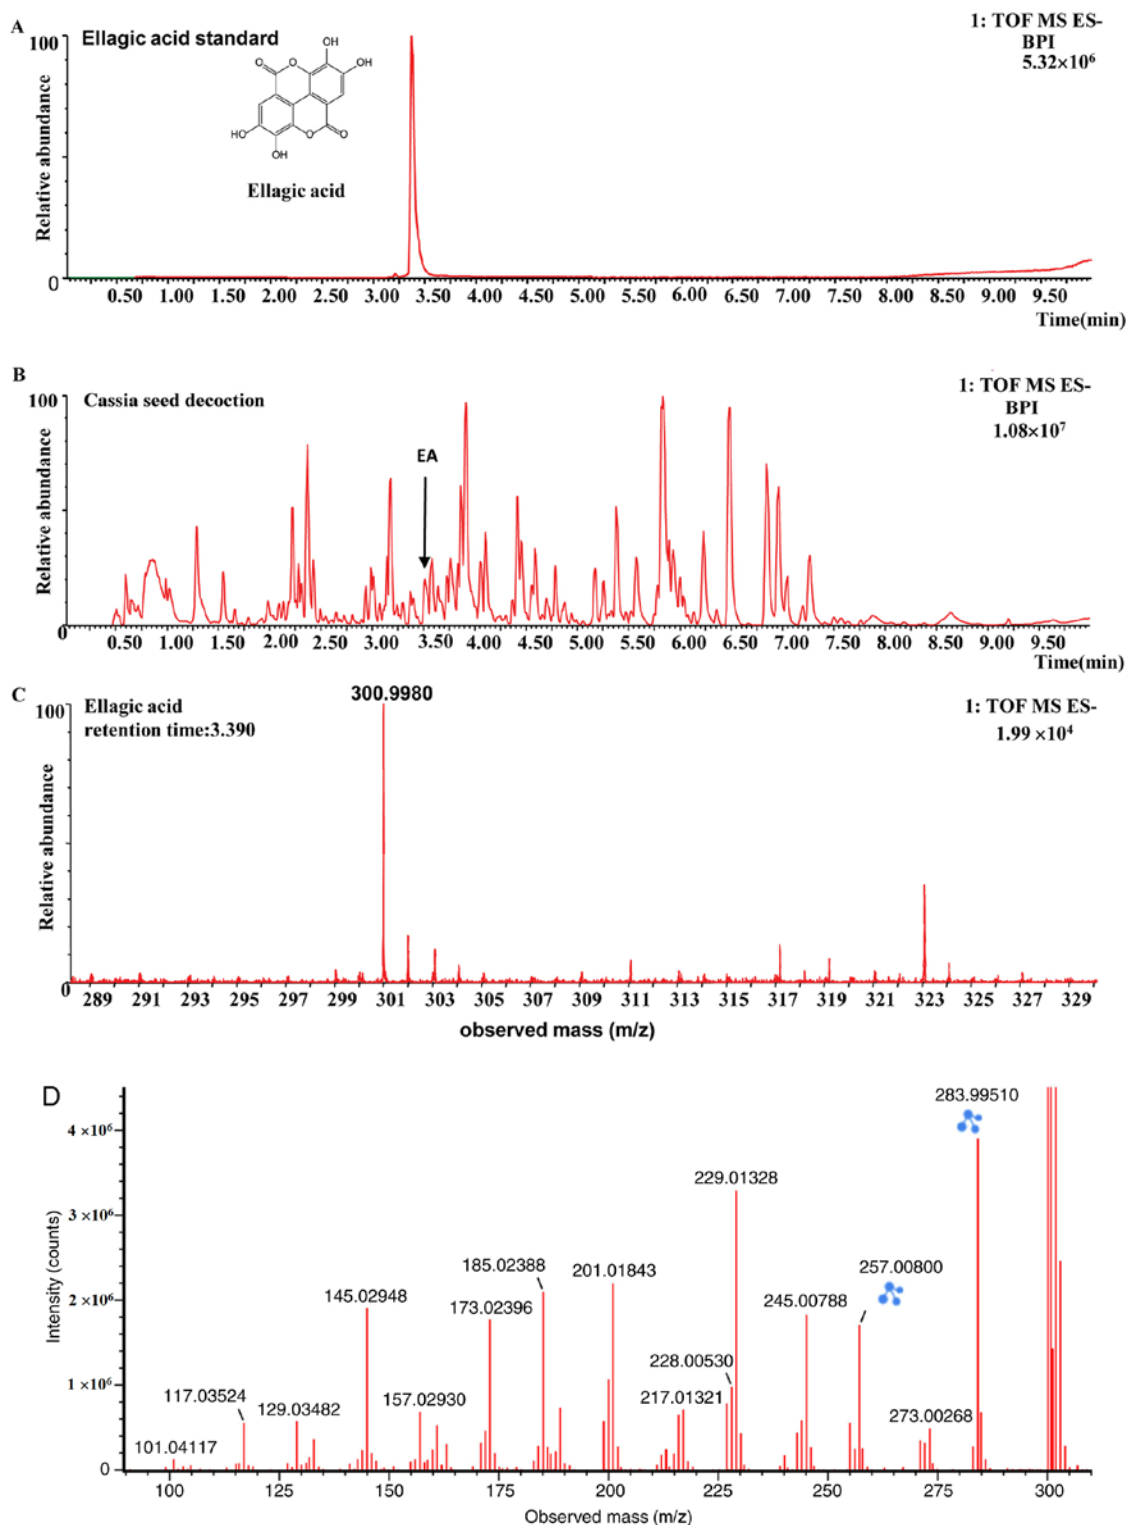 A
Ellagic acid standard
1: TOF MS ES-
BPI
5.32×10⁶
100
Relative abundance
0
OH
O
O
OH
HO
O
O
OH
Ellagic acid
0.50 1.00 2.00 2.50 3.00 3.50 4.00 4.50 5.00 5.50 6.00 6.50 7.00 7.50 8.00 8.50 9.00 9.50
Time(min)
B
Cassia seed decoction
1: TOF MS ES-
BPI
1.08×10⁷
100
Relative abundance
0
EA
0.50 1.00 1.50 2.00 2.50 3.00 3.50 4.00 4.50 5.00 5.50 6.00 6.50 7.00 7.50 8.00 8.50 9.00 9.50
Time(min)
C
Ellagic acid
retention time:3.390
300.9980
1: TOF MS ES-
1.99 ×10⁴
100
Relative abundance
0
289 291 293 295 297 299 301 303 305 307 309 311 313 315 317 319 321 323 325 327 329
observed mass (m/z)
D
283.99510
4 ×10⁶
3 ×10⁶
2 ×10⁶
1 ×10⁶
0
Intensity (counts)
229.01328
185.02388
201.01843
257.00800
145.02948
173.02396
245.00788
228.00530
117.03524
129.03482
157.02930
217.01321
273.00268
101.04117
100 125 150 175 200 225 250 275 300
Observed mass (m/z)